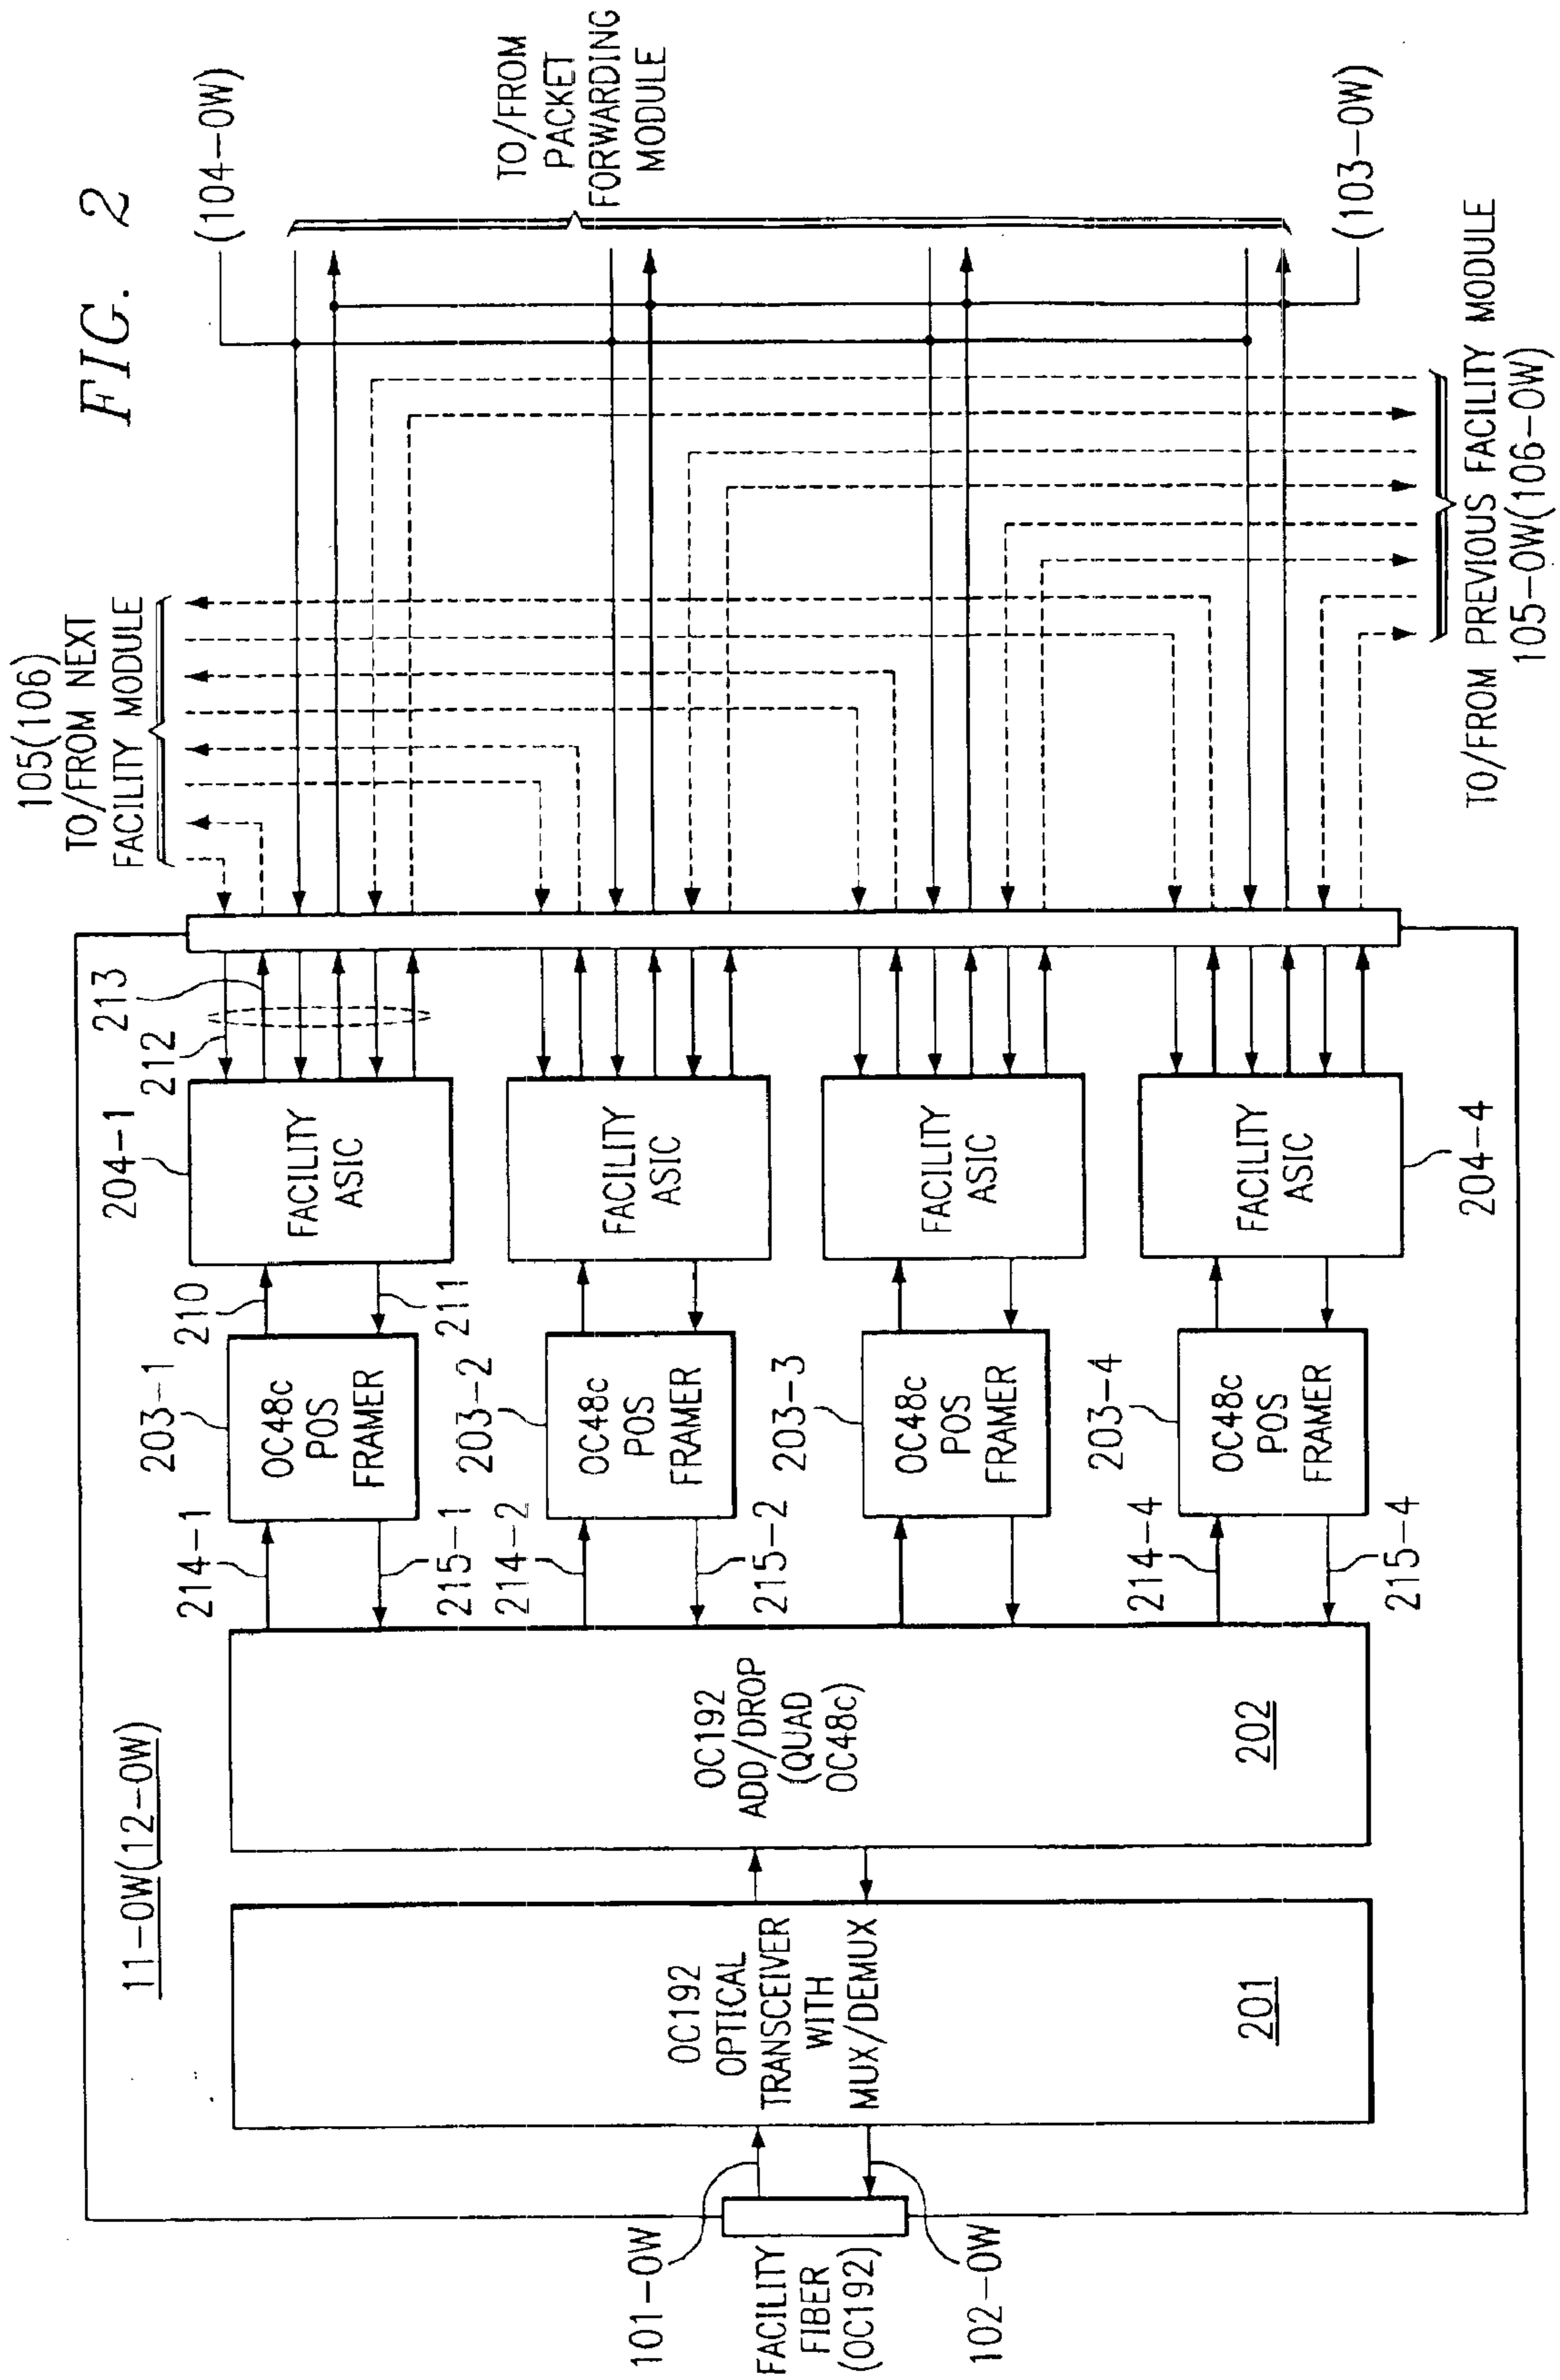 FIG. 2
11-0W(12-0W)
101-0W
FACILITY
FIBER
(OC192)
102-0W
OC192
OPTICAL
TRANSCEIVER
WITH
MUX/DEMUX
201
OC192
ADD/DROP
(QUAD
OC48c)
202
214-1
215-1
214-2
215-2
214-4
215-4
203-1
OC48c
POS
FRAMER
203-2
OC48c
POS
FRAMER
203-3
OC48c
POS
FRAMER
203-4
OC48c
POS
FRAMER
210
211
204-1
FACILITY
ASIC
FACILITY
ASIC
FACILITY
ASIC
FACILITY
ASIC
204-4
212
213
105(106)
TO/FROM NEXT
FACILITY MODULE
(104-0W)
TO/FROM
PACKET
FORWARDING
MODULE
(103-0W)
TO/FROM PREVIOUS FACILITY MODULE
105-0W(106-0W)